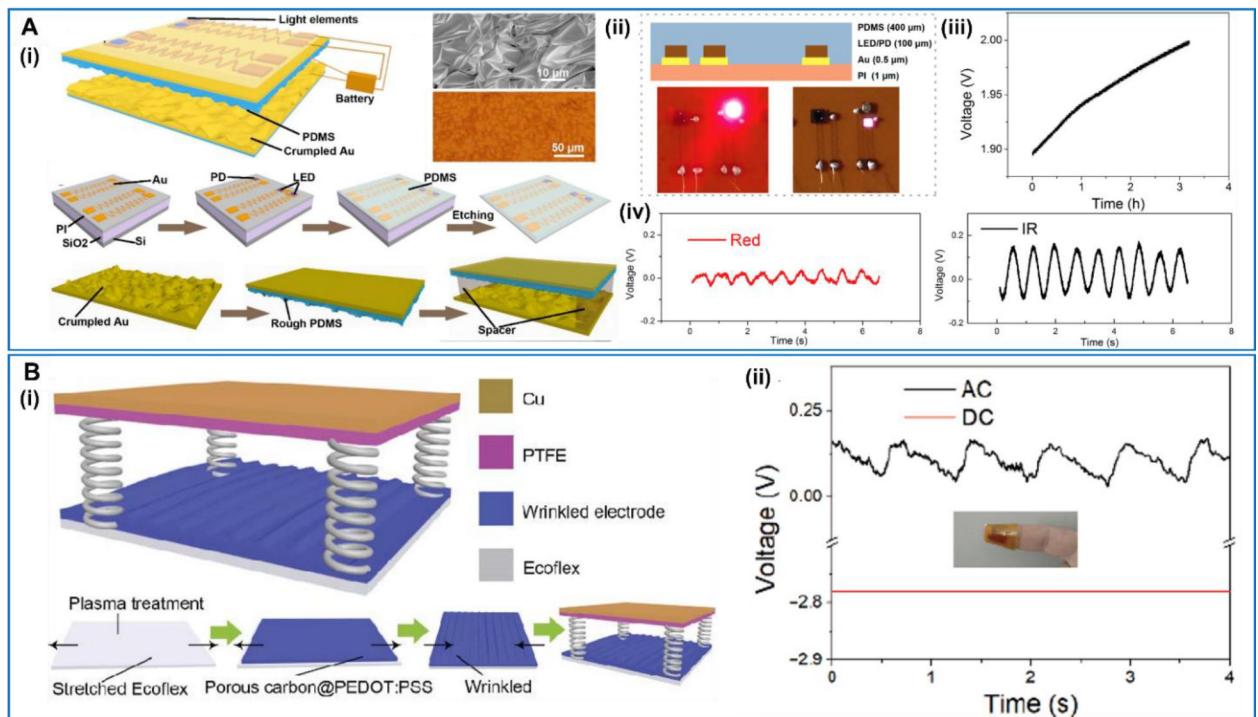 A
(i)
Light elements
Battery
PDMS
Crumpled Au
10 μm
50 μm
Au
PD
LED
PDMS
Etching
PI
SiO2
Si
Crumpled Au
Rough PDMS
Spacer
(ii)
PDMS (400 μm)
LED/PD (100 μm)
Au (0.5 μm)
PI (1 μm)
(iii)
Voltage (V)
2.00
1.95
1.90
0 1 2 3 4
Time (h)
(iv)
Voltage (V)
Red
0.2
0.0
-0.2
0 2 4 6 8
Time (s)
Voltage (V)
IR
0.2
0.0
-0.2
0 2 4 6 8
Time (s)
B
(i)
Cu
PTFE
Wrinkled electrode
Ecoflex
Plasma treatment
Stretched Ecoflex
Porous carbon@PEDOT:PSS
Wrinkled
(ii)
AC
DC
Voltage (V)
0.25
0.00
-2.8
-2.9
0 1 2 3 4
Time (s)